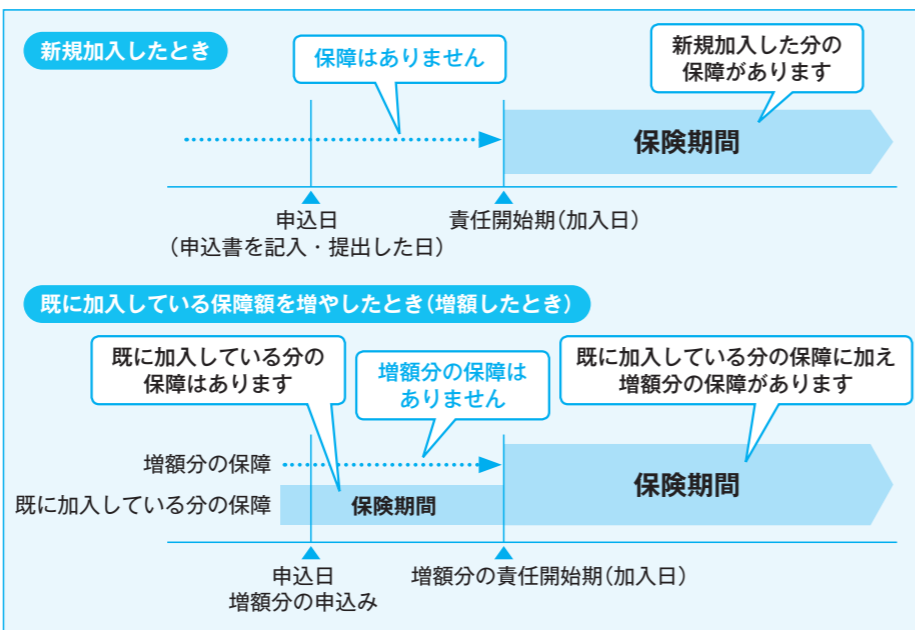 新規加入したとき
保障はありません
新規加入した分の
保障があります
保険期間
申込日
(申込書を記入・提出した日)
責任開始期(加入日)
既に加入している保障額を増やしたとき(増額したとき)
既に加入している分の
保障はあります
増額分の保障は
ありません
既に加入している分の保障に加え
増額分の保障があります
増額分の保障
既に加入している分の保障
保険期間
保険期間
申込日
増額分の申込み
増額分の責任開始期(加入日)